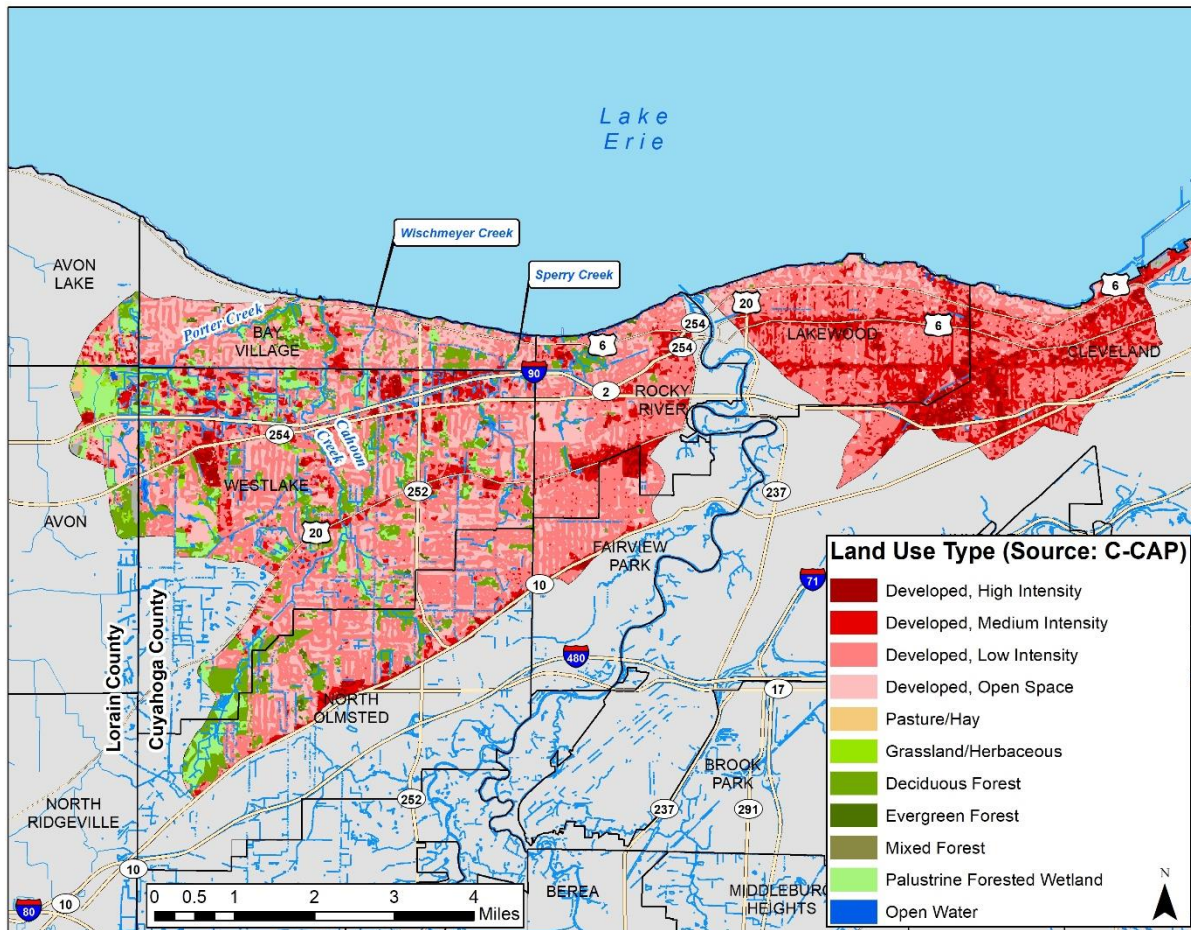 Lake
Erie
Wischmeyer Creek
Sperry Creek
AVON
LAKE
Porter Creek
BAY
VILLAGE
6
20
254
6
254
6
LAKEWOOD
CLEVELAND
90
2
ROCKY
RIVER
254
Cahoon
Creek
WESTLAKE
252
237
AVON
20
FAIRVIEW
PARK
10
71
480
17
Lorain County
Cuyahoga County
NORTH
OLMSTED
BROOK
PARK
252
237
291
NORTH
RIDGEVILLE
10
10
80
BEREA
MIDDLEBURG
HEIGHTS
0 0.5 1 2 3 4
Miles
Land Use Type (Source: C-CAP)
Developed, High Intensity
Developed, Medium Intensity
Developed, Low Intensity
Developed, Open Space
Pasture/Hay
Grassland/Herbaceous
Deciduous Forest
Evergreen Forest
Mixed Forest
Palustrine Forested Wetland
Open Water
N